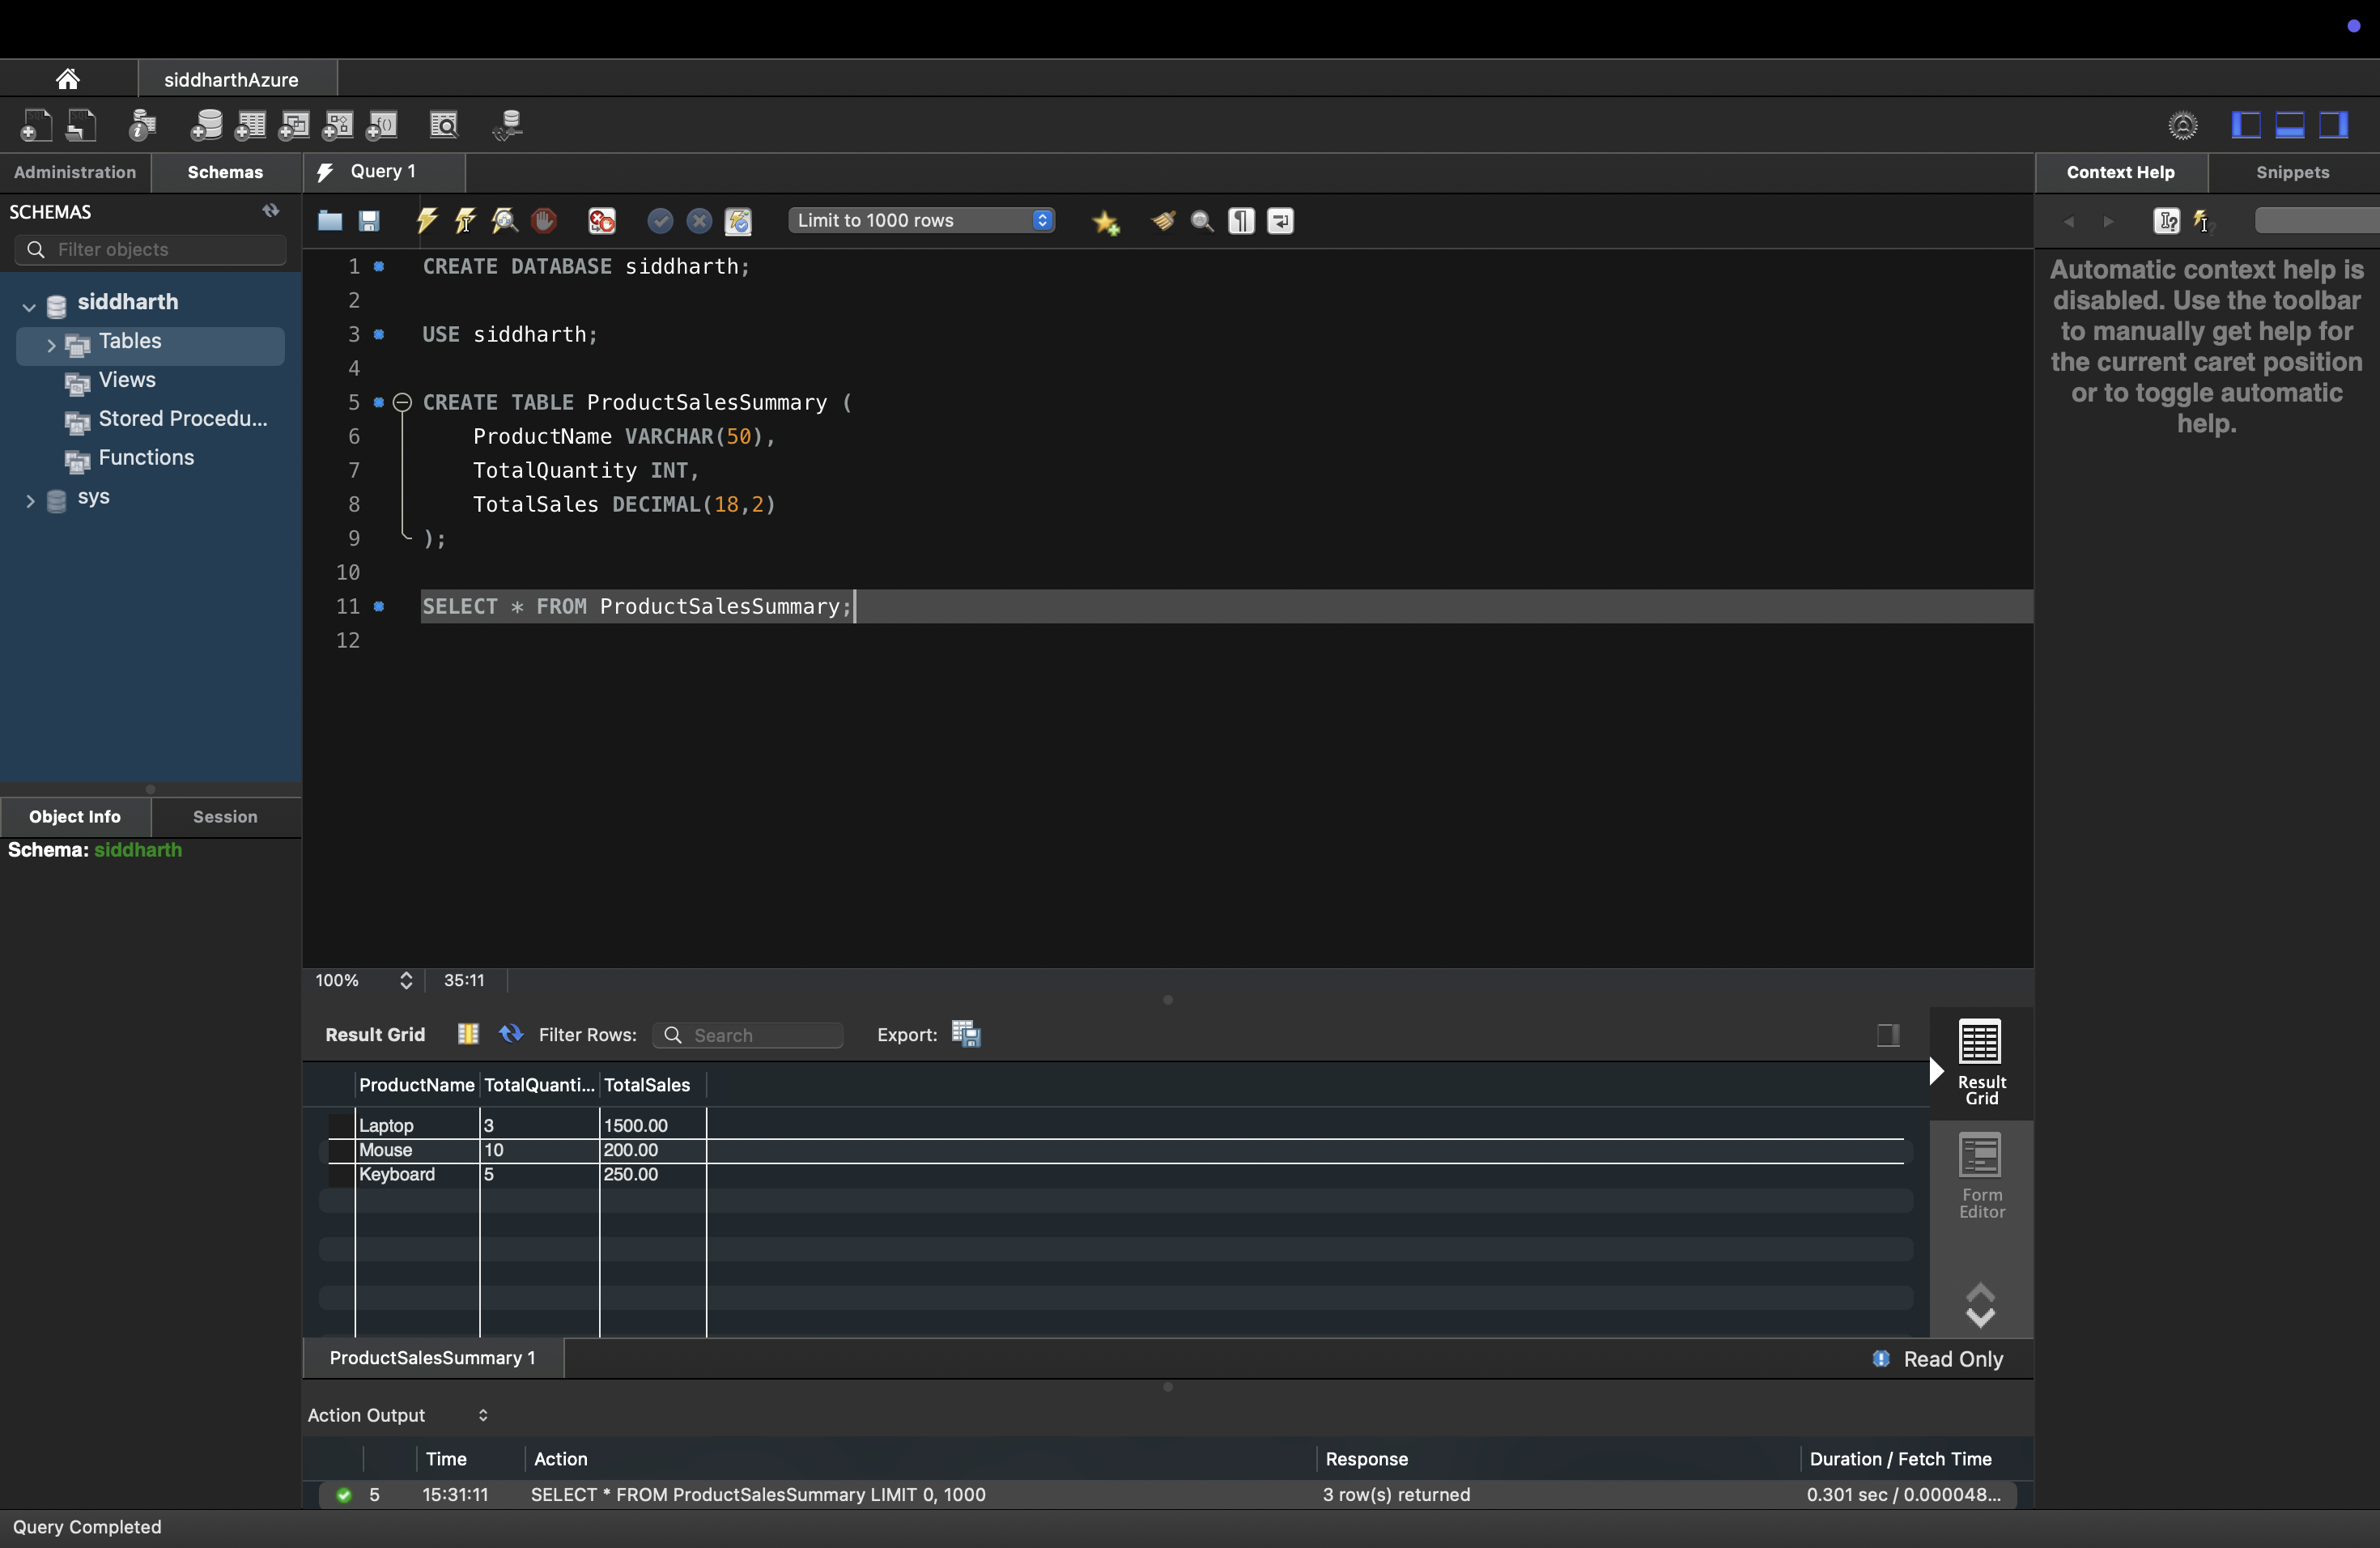 siddharthAzure
Administration
Schemas
Query 1
Context Help
Snippets
SCHEMAS
Filter objects
siddharth
Tables
Views
Stored Procedu...
Functions
sys
Object Info
Session
Schema: siddharth
Limit to 1000 rows
1 CREATE DATABASE siddharth;
2
3 USE siddharth;
4
5 CREATE TABLE ProductSalesSummary (
6 ProductName VARCHAR(50),
7 TotalQuantity INT,
8 TotalSales DECIMAL(18,2)
9 );
10
11 SELECT * FROM ProductSalesSummary;
12
Automatic context help is
disabled. Use the toolbar
to manually get help for
the current caret position
or to toggle automatic
help.
100% 35:11
Result Grid Filter Rows: Search Export:
ProductName TotalQuanti... TotalSales
Laptop 3 1500.00
Mouse 10 200.00
Keyboard 5 250.00
Result
Grid
Form
Editor
ProductSalesSummary 1
Read Only
Action Output
Time Action Response Duration / Fetch Time
5 15:31:11 SELECT * FROM ProductSalesSummary LIMIT 0, 1000 3 row(s) returned 0.301 sec / 0.000048...
Query Completed